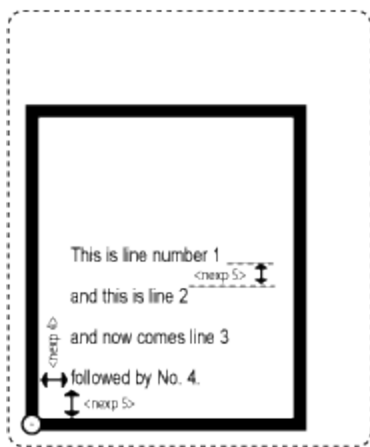 This is line number 1
<nexp 5>
and this is line 2
<nexp 4>
and now comes line 3
followed by No. 4.
<nexp 5>